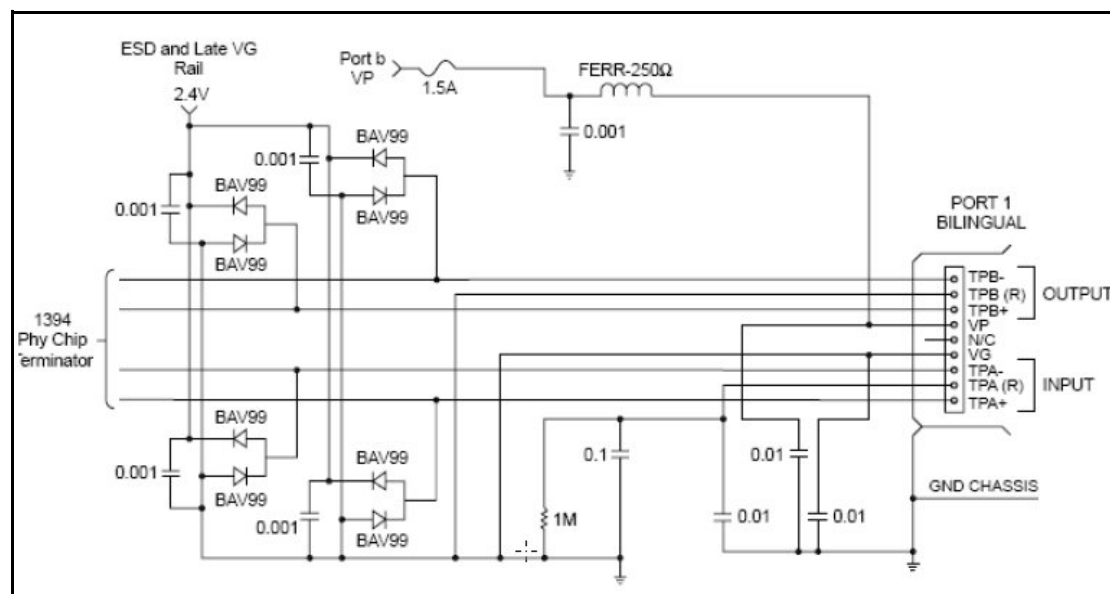 ESD and Late VG
Rail
2.4V
Port b
VP
1.5A
FERR-250Ω
0.001
BAV99
0.001
BAV99
BAV99
0.001
BAV99
PORT 1
BILINGUAL
TPB-
TPB (R)
TPB+
OUTPUT
VP
N/C
VG
TPA-
TPA (R)
TPA+
INPUT
1394
Phy Chip
Terminator
BAV99
0.001
BAV99
BAV99
0.001
BAV99
1M
0.1
0.01
0.01
0.01
GND CHASSIS